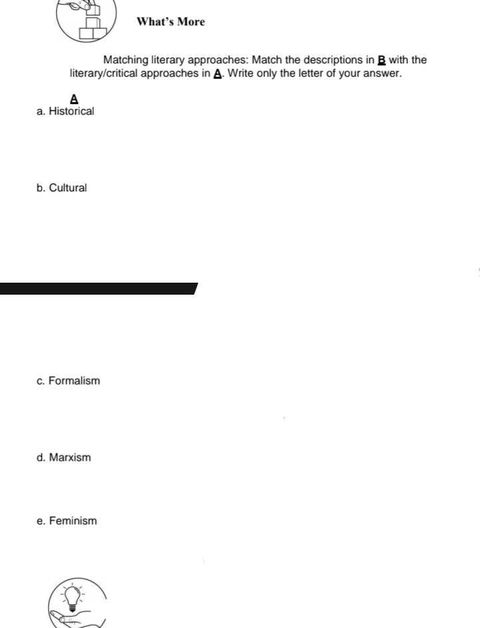 What's More
Matching literary approaches: Match the descriptions in B with the
literary/critical approaches in A. Write only the letter of your answer.
A
a. Historical
b. Cultural
c. Formalism
d. Marxism
e. Feminism